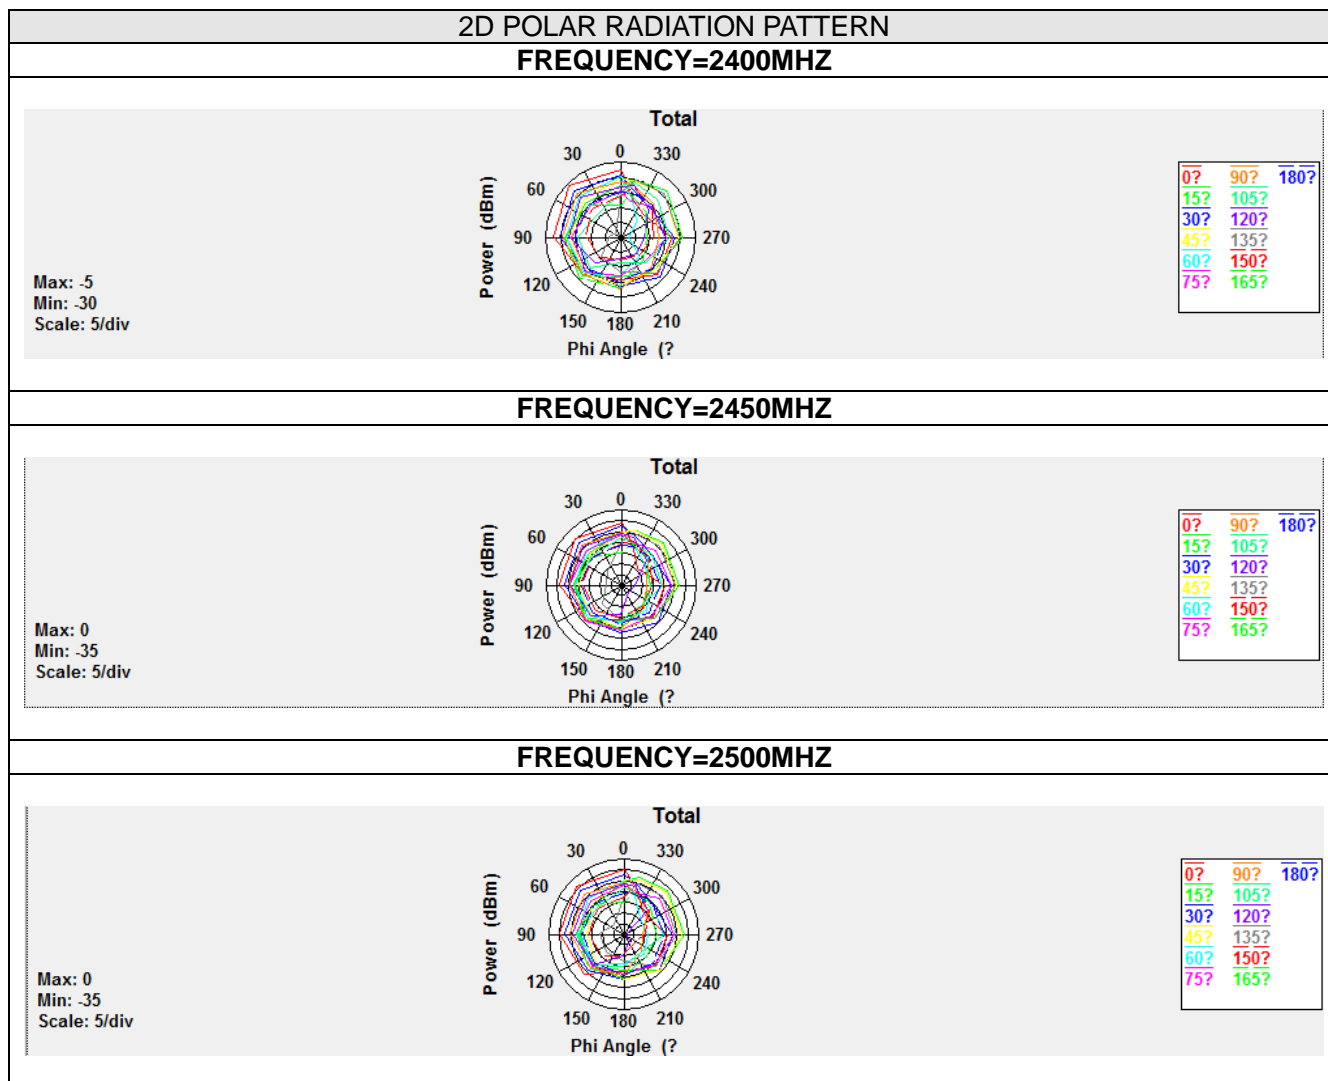 2D POLAR RADIATION PATTERN
FREQUENCY=2400MHZ
Total
30 0 330
60 300
90 270
120 240
150 180 210
Power (dBm)
Phi Angle (?
Max: -5
Min: -30
Scale: 5/div
0? 90? 180?
15? 105?
30? 120?
45? 135?
60? 150?
75? 165?
FREQUENCY=2450MHZ
Total
30 0 330
60 300
90 270
120 240
150 180 210
Power (dBm)
Phi Angle (?
Max: 0
Min: -35
Scale: 5/div
0? 90? 180?
15? 105?
30? 120?
45? 135?
60? 150?
75? 165?
FREQUENCY=2500MHZ
Total
30 0 330
60 300
90 270
120 240
150 180 210
Power (dBm)
Phi Angle (?
Max: 0
Min: -35
Scale: 5/div
0? 90? 180?
15? 105?
30? 120?
45? 135?
60? 150?
75? 165?